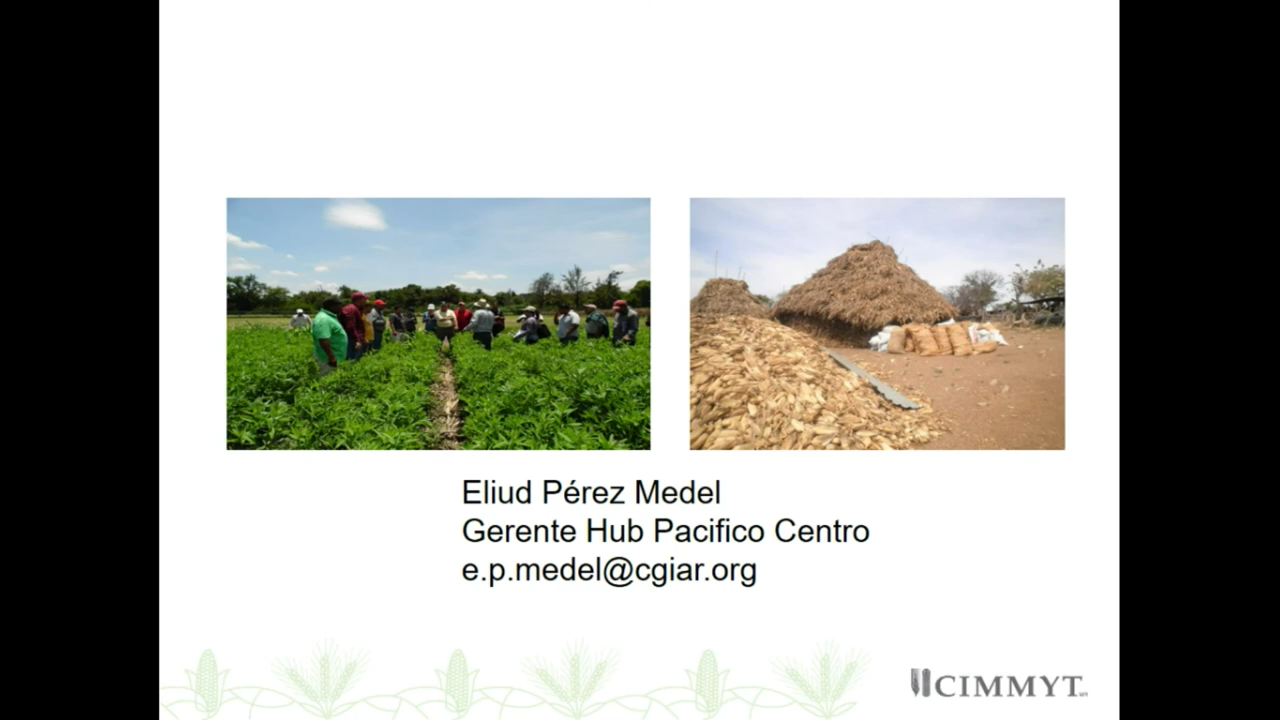 Eliud Pérez Medel
Gerente Hub Pacifico Centro
e.p.medel@cgiar.org
CIMMYT